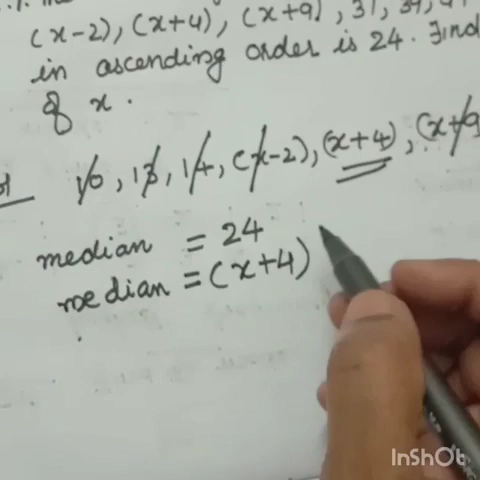 (x-2), (x+4), (x+9), 31, 34,
in ascending order is 24. Find
of x.
10, 13, 14, (x-2), (x+4), (x+9
median = 24
median = (x+4)
InShOt